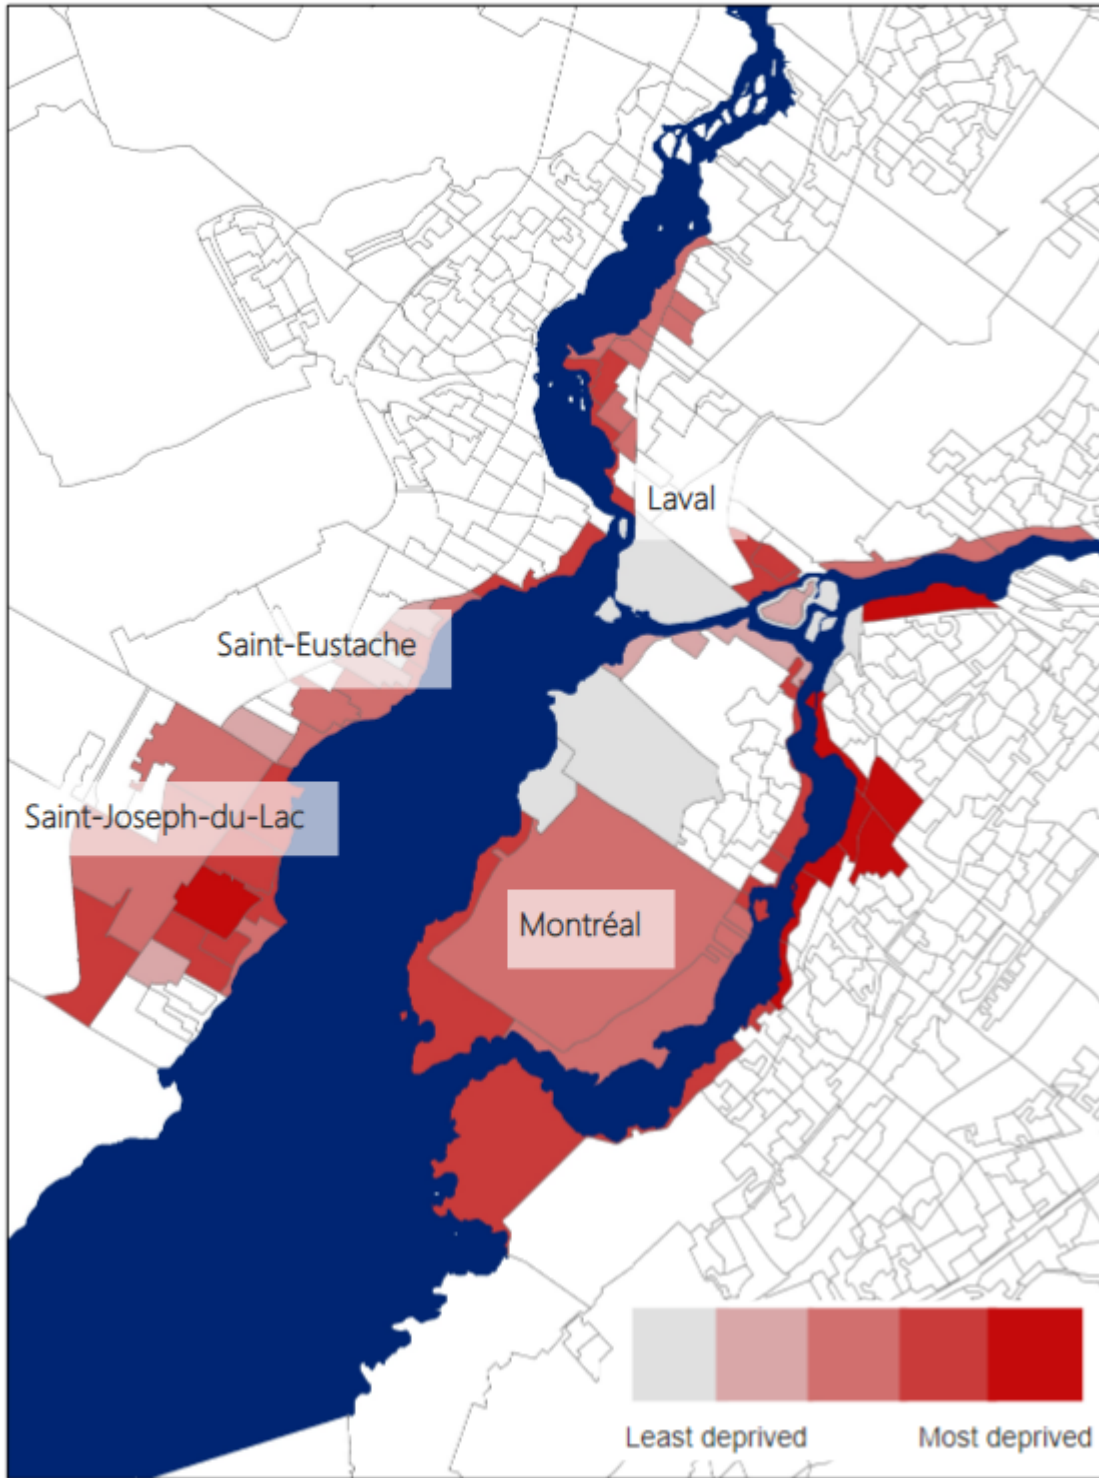 Laval
Saint-Eustache
Saint-Joseph-du-Lac
Montréal
Least deprived
Most deprived